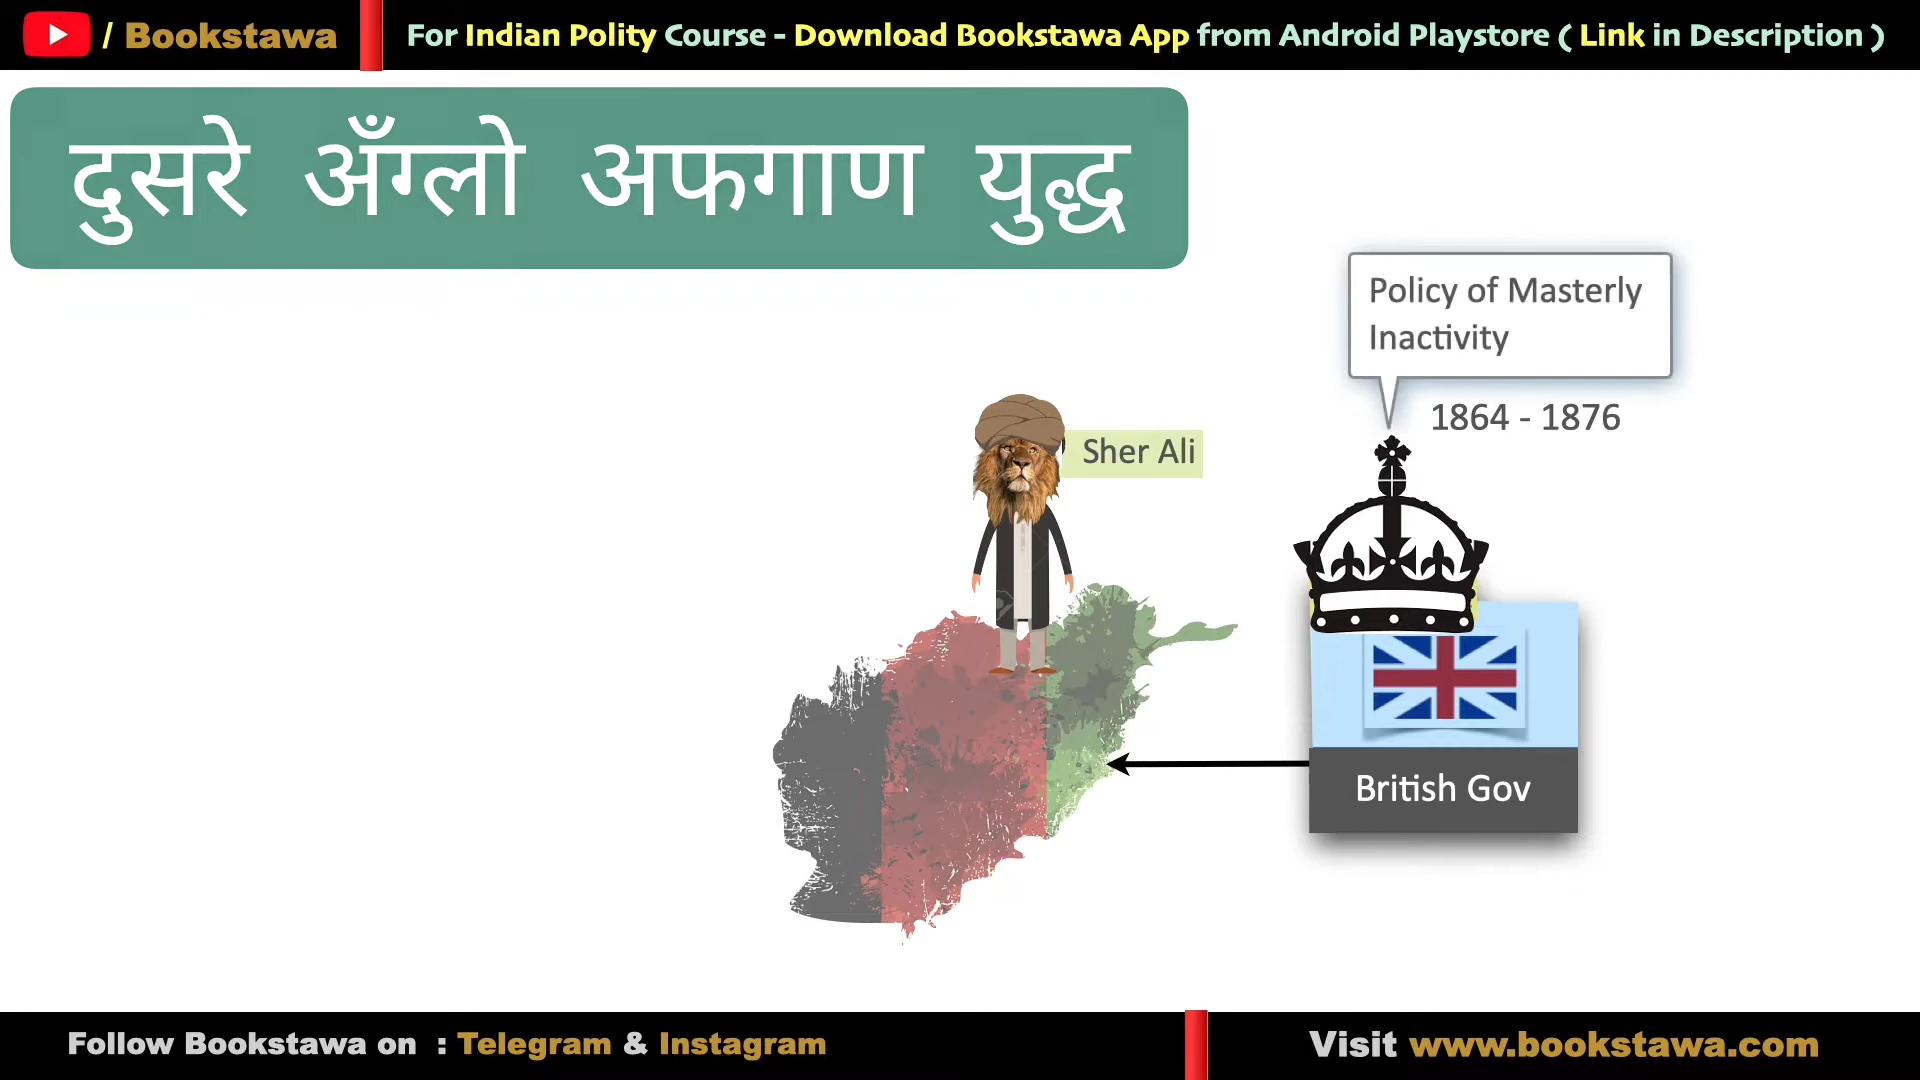 / Bookstawa
For Indian Polity Course - Download Bookstawa App from Android Playstore ( Link in Description )
दुसरे अँग्लो अफगाण युद्ध
Policy of Masterly
Inactivity
1864 - 1876
Sher Ali
British Gov
Follow Bookstawa on : Telegram & Instagram
Visit www.bookstawa.com